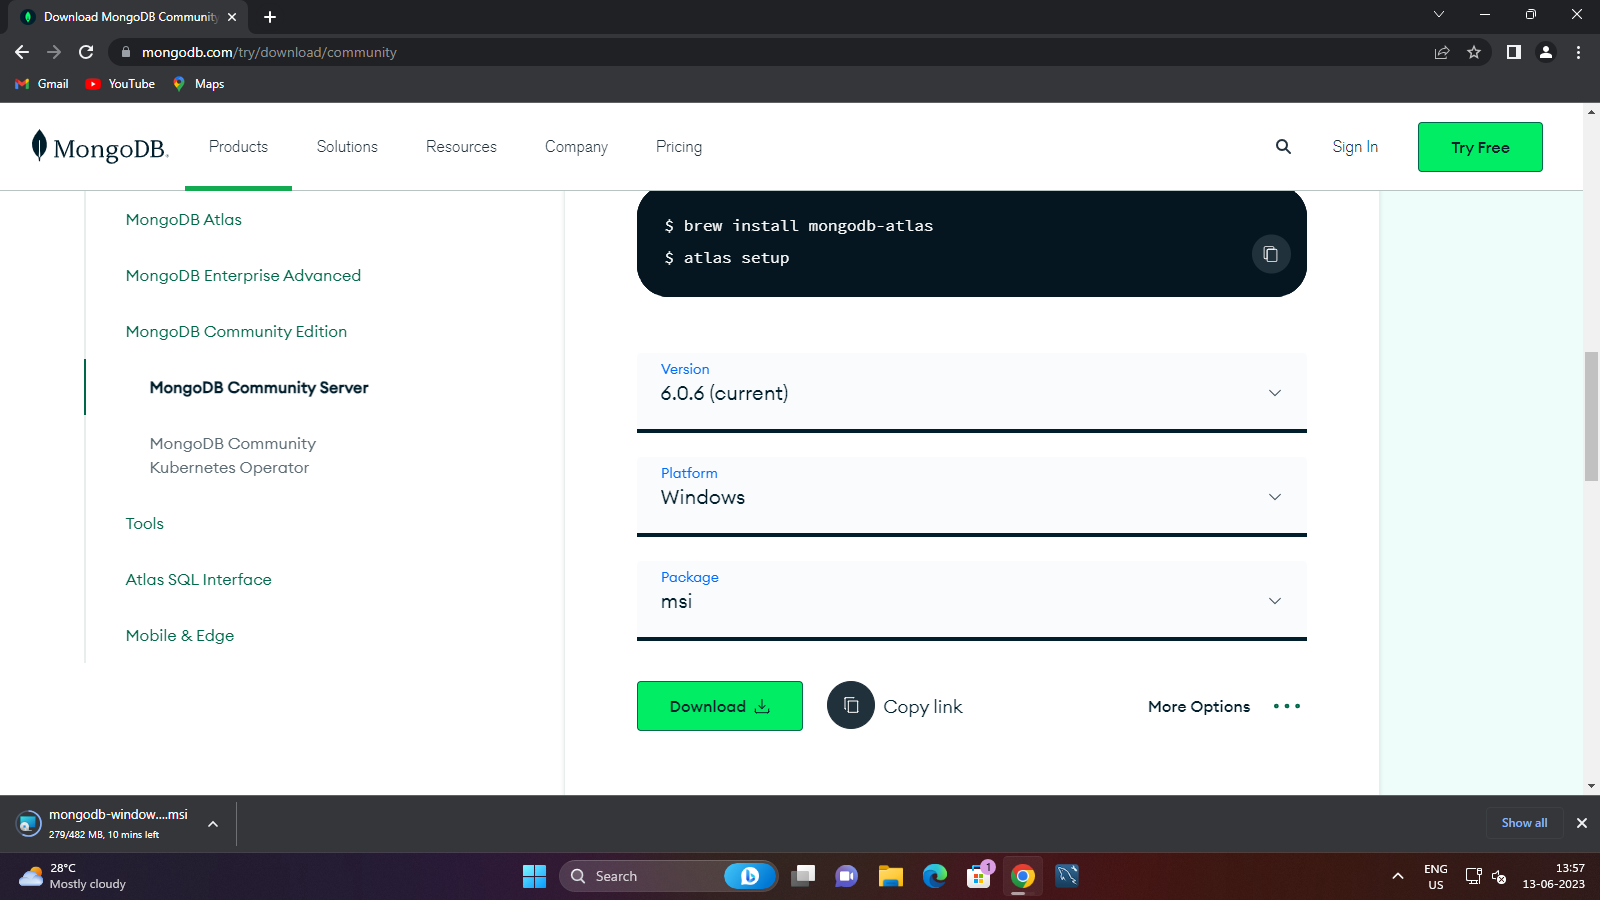 Download MongoDB Community
mongodb.com/try/download/community
Gmail
YouTube
Maps
MongoDB.
Products
Solutions
Resources
Company
Pricing
Sign In
Try Free
MongoDB Atlas
MongoDB Enterprise Advanced
MongoDB Community Edition
MongoDB Community Server
MongoDB Community
Kubernetes Operator
Tools
Atlas SQL Interface
Mobile & Edge
$ brew install mongodb-atlas
$ atlas setup
Version
6.0.6 (current)
Platform
Windows
Package
msi
Download
Copy link
More Options
mongodb-window....msi
279/482 MB, 10 mins left
Show all
28°C
Mostly cloudy
Search
1
ENG
US
13:57
13-06-2023